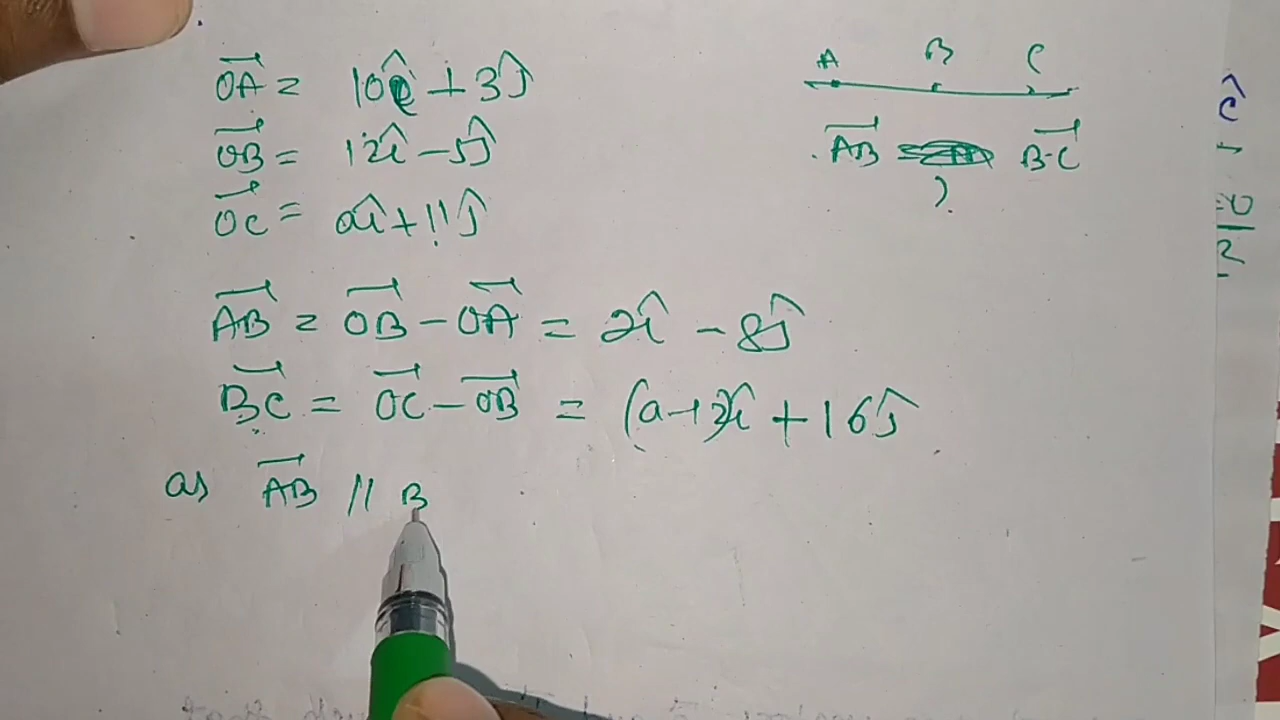 A B C
→OA = 10î + 3ĵ
→AB →BC
→OB = 12î - 5ĵ
→OC = aî + 11ĵ
→AB = →OB - →OA = 2î - 8ĵ
→BC = →OC - →OB = (a-12)î + 16ĵ
as →AB // B